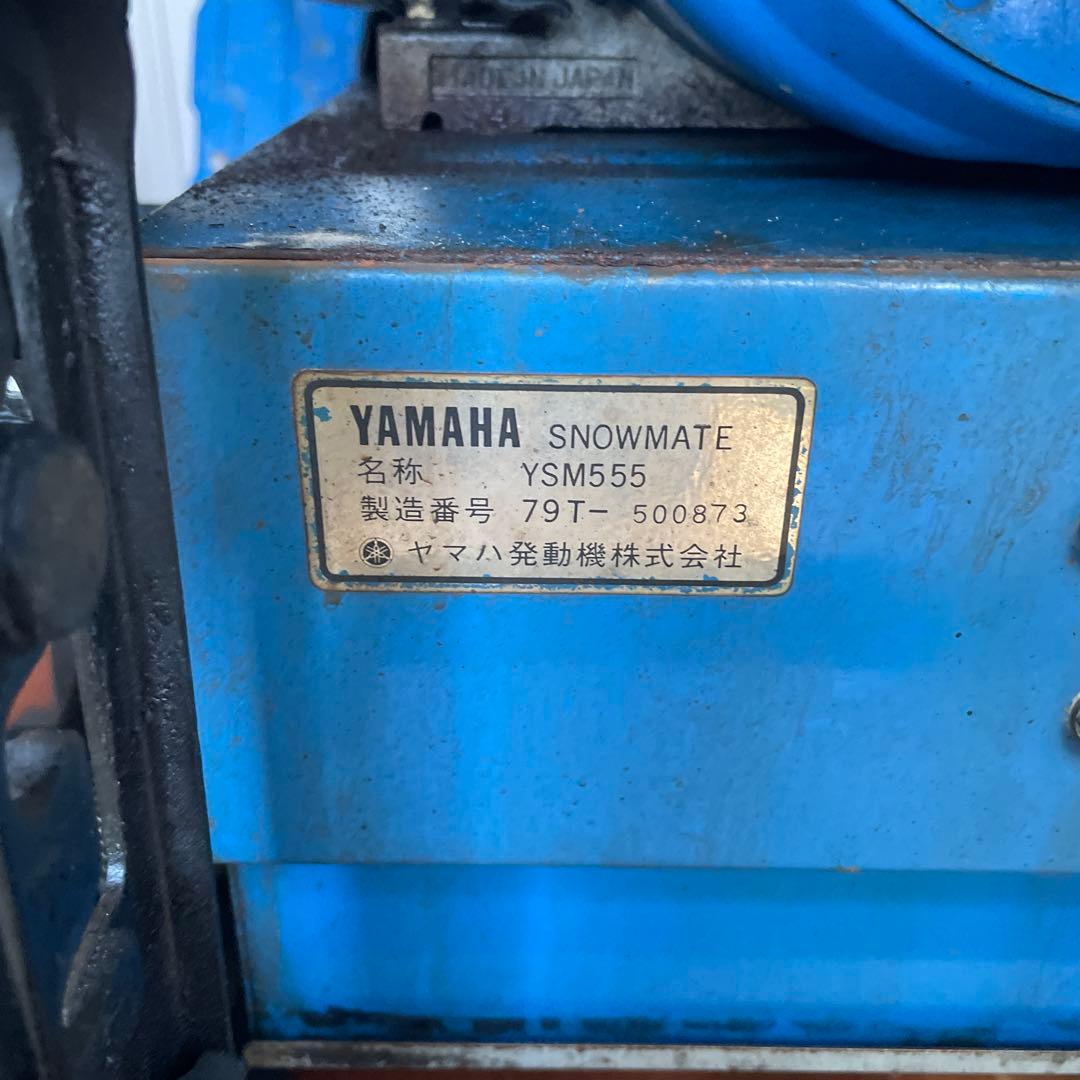 MADE IN JAPAN
YAMAHA SNOWMATE
名称 YSM555
製造番号 79T- 500873
ヤマハ発動機株式会社